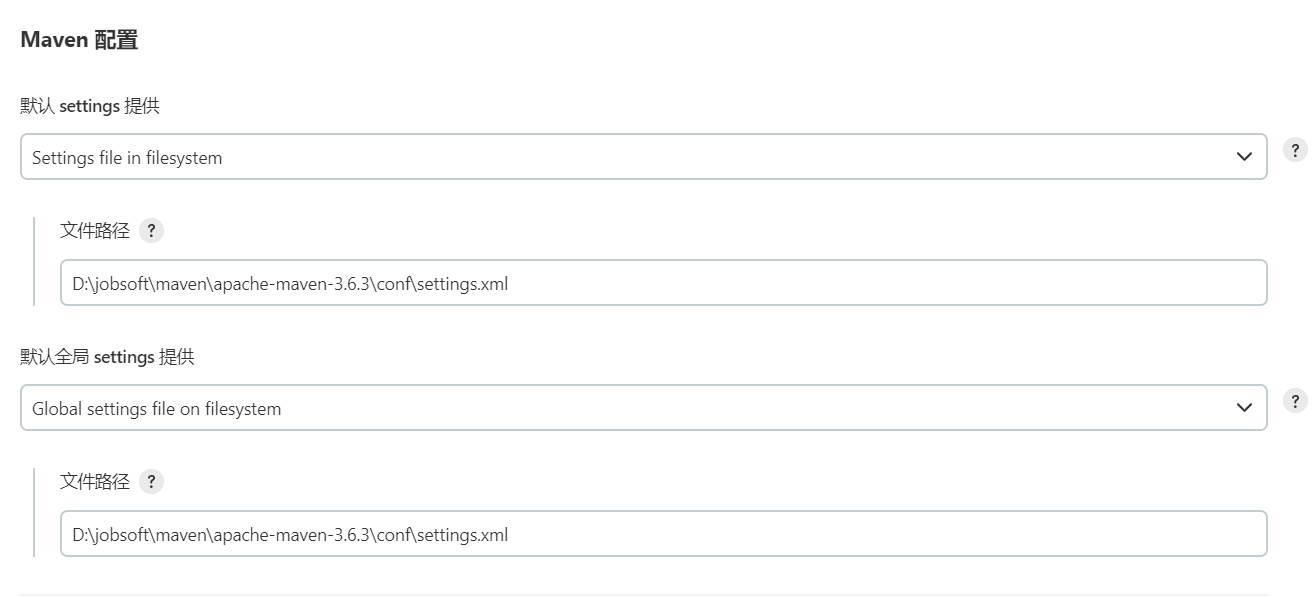 Maven 配置
默认 settings 提供
Settings file in filesystem
?
文件路径 ?
D:\jobsoft\maven\apache-maven-3.6.3\conf\settings.xml
默认全局 settings 提供
Global settings file on filesystem
?
文件路径 ?
D:\jobsoft\maven\apache-maven-3.6.3\conf\settings.xml